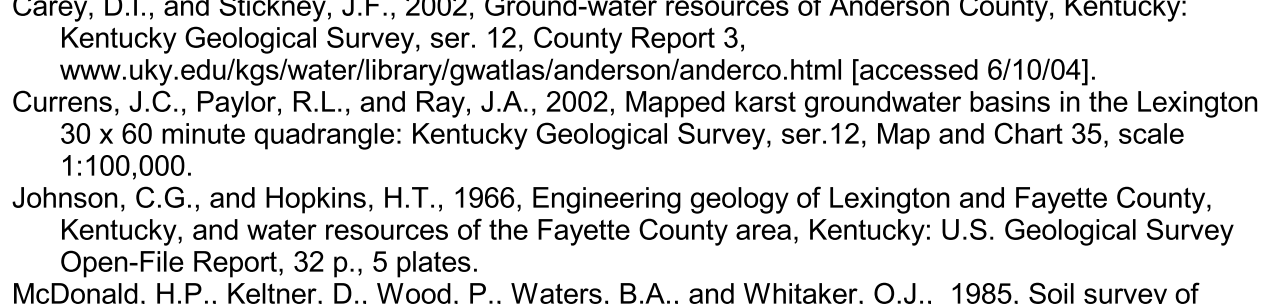 Carey, D.I., and Stickney, J.F., 2002, Ground-water resources of Anderson County, Kentucky:
Kentucky Geological Survey, ser. 12, County Report 3,
www.uky.edu/kgs/water/library/gwatlas/anderson/anderco.html [accessed 6/10/04].
Currens, J.C., Paylor, R.L., and Ray, J.A., 2002, Mapped karst groundwater basins in the Lexington
30 x 60 minute quadrangle: Kentucky Geological Survey, ser.12, Map and Chart 35, scale
1:100,000.
Johnson, C.G., and Hopkins, H.T., 1966, Engineering geology of Lexington and Fayette County,
Kentucky, and water resources of the Fayette County area, Kentucky: U.S. Geological Survey
Open-File Report, 32 p., 5 plates.
McDonald, H.P., Keltner, D., Wood, P., Waters, B.A., and Whitaker, O.J., 1985, Soil survey of